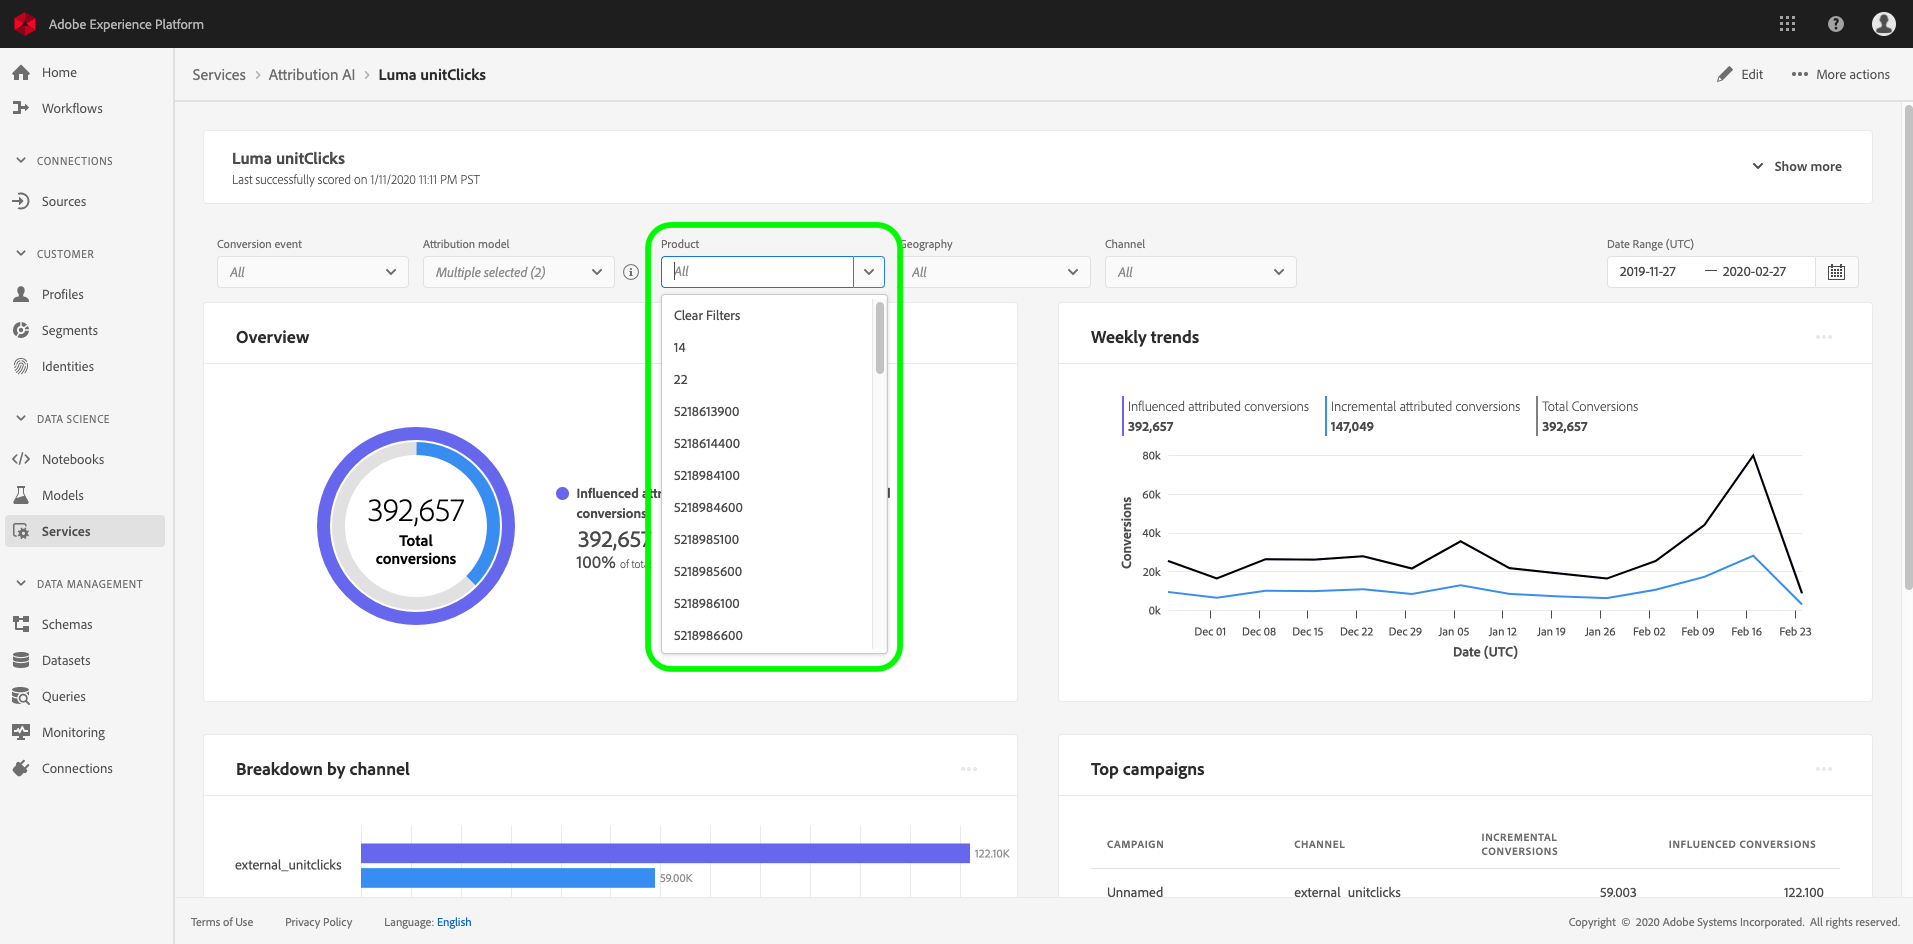 Adobe Experience Platform
Home
Workflows
CONNECTIONS
Sources
CUSTOMER
Profiles
Segments
Identities
DATA SCIENCE
Notebooks
Models
Services
DATA MANAGEMENT
Schemas
Datasets
Queries
Monitoring
Connections
Services > Attribution AI > Luma unitClicks
Edit
More actions
Luma unitClicks
Last successfully scored on 1/11/2020 11:11 PM PST
Show more
Conversion event
All
Attribution model
Multiple selected (2)
Product
All
Clear Filters
14
22
5218613900
5218614400
5218984100
5218984600
5218985100
5218985600
5218986100
5218986600
Geography
All
Channel
All
Date Range (UTC)
2019-11-27 — 2020-02-27
Overview
392,657
Total
conversions
Influenced
conversions
392,657
100% of
Weekly trends
Influenced attributed conversions
392,657
Incremental attributed conversions
147,049
Total Conversions
392,657
Conversions
80k
60k
40k
20k
0k
Dec 01 Dec 08 Dec 15 Dec 22 Dec 29 Jan 05 Jan 12 Jan 19 Jan 26 Feb 02 Feb 09 Feb 16 Feb 23
Date (UTC)
Breakdown by channel
external_unitclicks
122.10K
59.00K
Top campaigns
CAMPAIGN CHANNEL INCREMENTAL CONVERSIONS INFLUENCED CONVERSIONS
Unnamed external_unitclicks 59,003 122,100
Terms of Use Privacy Policy Language: English
Copyright © 2020 Adobe Systems Incorporated. All rights reserved.